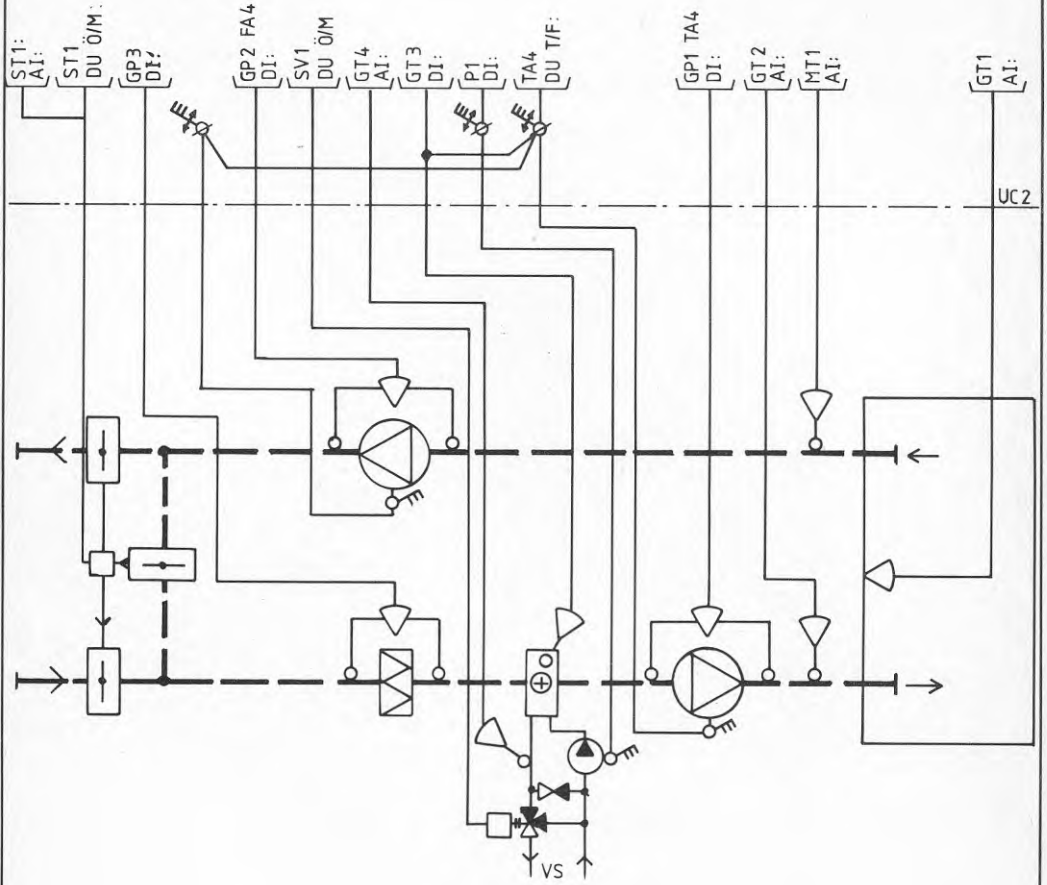 ST1:
AI:
ST1
DU Ö/M:
GP3
DI:
GP2 FA4
DI:
SV1
DU Ö/M
GT4
AI:
GT3
DI:
P1
DI:
TA4
DU T/F:
GP1 TA4
DI:
GT2
AI:
MT1
AI:
GT1
AI:
UC2
VS